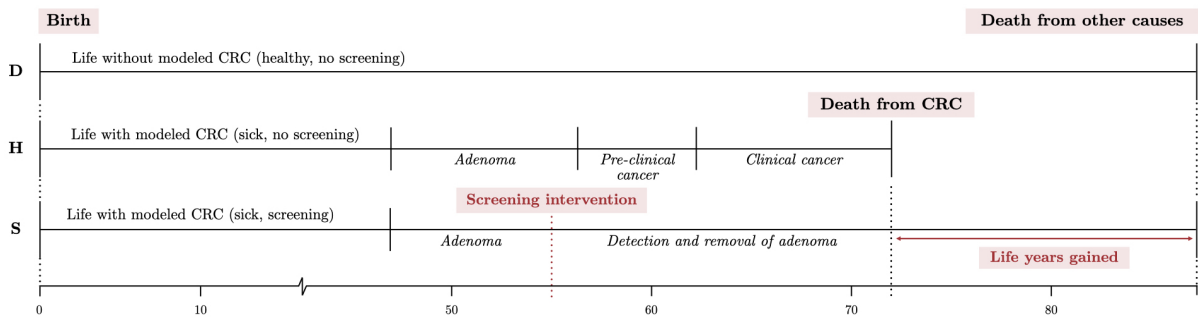 Birth
Death from other causes
D
Life without modeled CRC (healthy, no screening)
Death from CRC
H
Life with modeled CRC (sick, no screening)
Adenoma
Pre-clinical
cancer
Clinical cancer
Screening intervention
S
Life with modeled CRC (sick, screening)
Adenoma
Detection and removal of adenoma
Life years gained
0
10
50
60
70
80